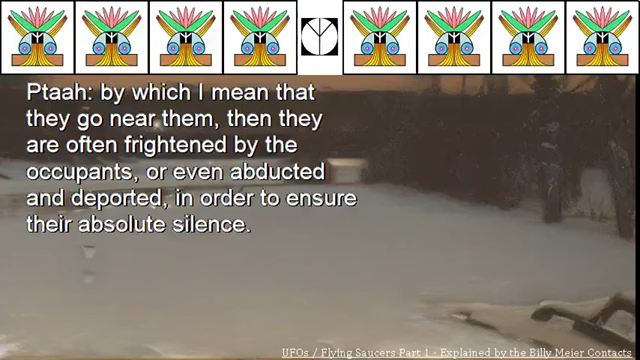 Ptaah: by which I mean that
they go near them, then they
are often frightened by the
occupants, or even abducted
and deported, in order to ensure
their absolute silence.
UFOs / Flying Saucers Part 1 - Explained by the Billy Meier Contacts